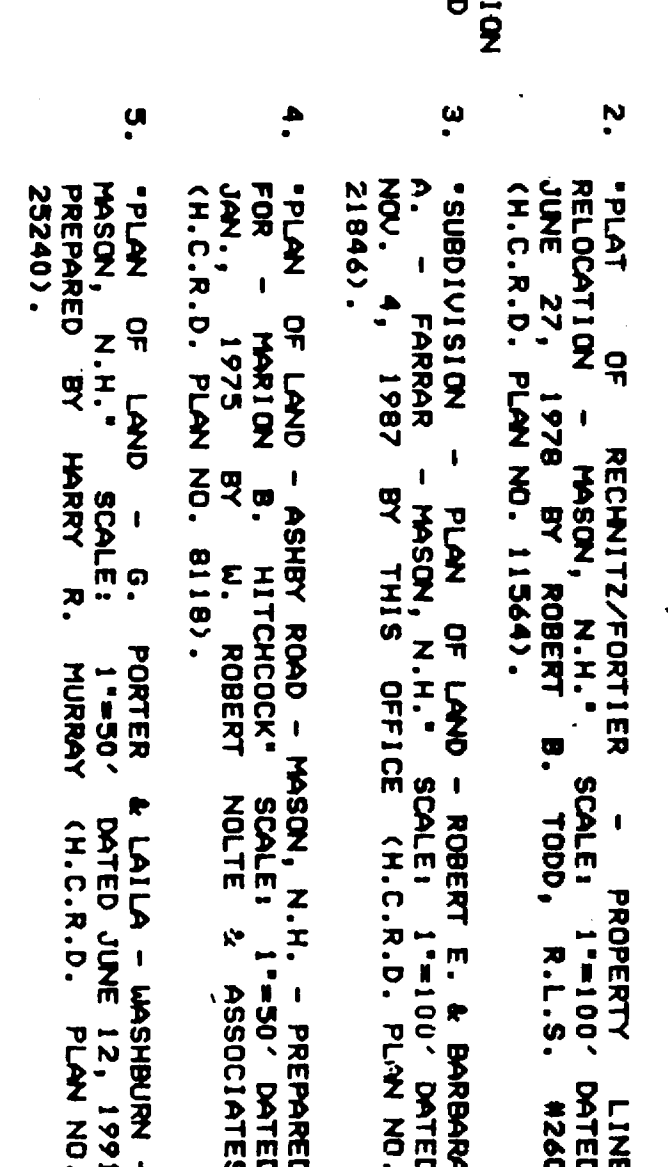 ION
D
2. "PLAT OF RECHNITZ/FORTIER - PROPERTY LINE
RELOCATION - MASON, N.H." SCALE: 1"=100' DATED
JUNE 27, 1978 BY ROBERT B. TODD, R.L.S. #260
(H.C.R.D. PLAN NO. 11564).
3. "SUBDIVISION - PLAN OF LAND - ROBERT E. & BARBARA
A. - FARRAR - MASON, N.H." SCALE: 1"=100' DATED
NOV. 4, 1987 BY THIS OFFICE (H.C.R.D. PLAN NO.
21846).
4. "PLAN OF LAND - ASHBY ROAD - MASON, N.H. - PREPARED
FOR - MARION B. HITCHCOCK" SCALE: 1"=50' DATED
JAN., 1975 BY W. ROBERT NOLTE & ASSOCIATES
(H.C.R.D. PLAN NO. 8118).
5. "PLAN OF LAND - G. PORTER & LAILA - WASHBURN -
MASON, N.H." SCALE: 1"=50' DATED JUNE 12, 1991
PREPARED BY HARRY R. MURRAY (H.C.R.D. PLAN NO.
25240).